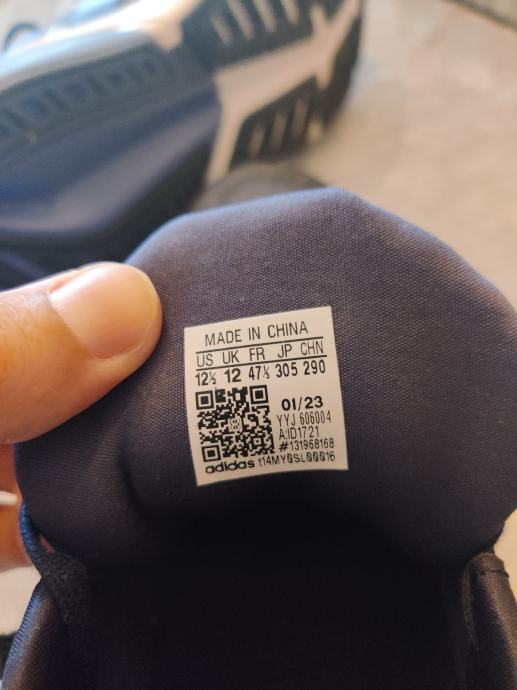 MADE IN CHINA
US UK FR JP CHN
12½ 12 47⅓ 305 290
01/23
YYJ 606004
A:ID1721
#131968168
adidas t14MY0SL00016